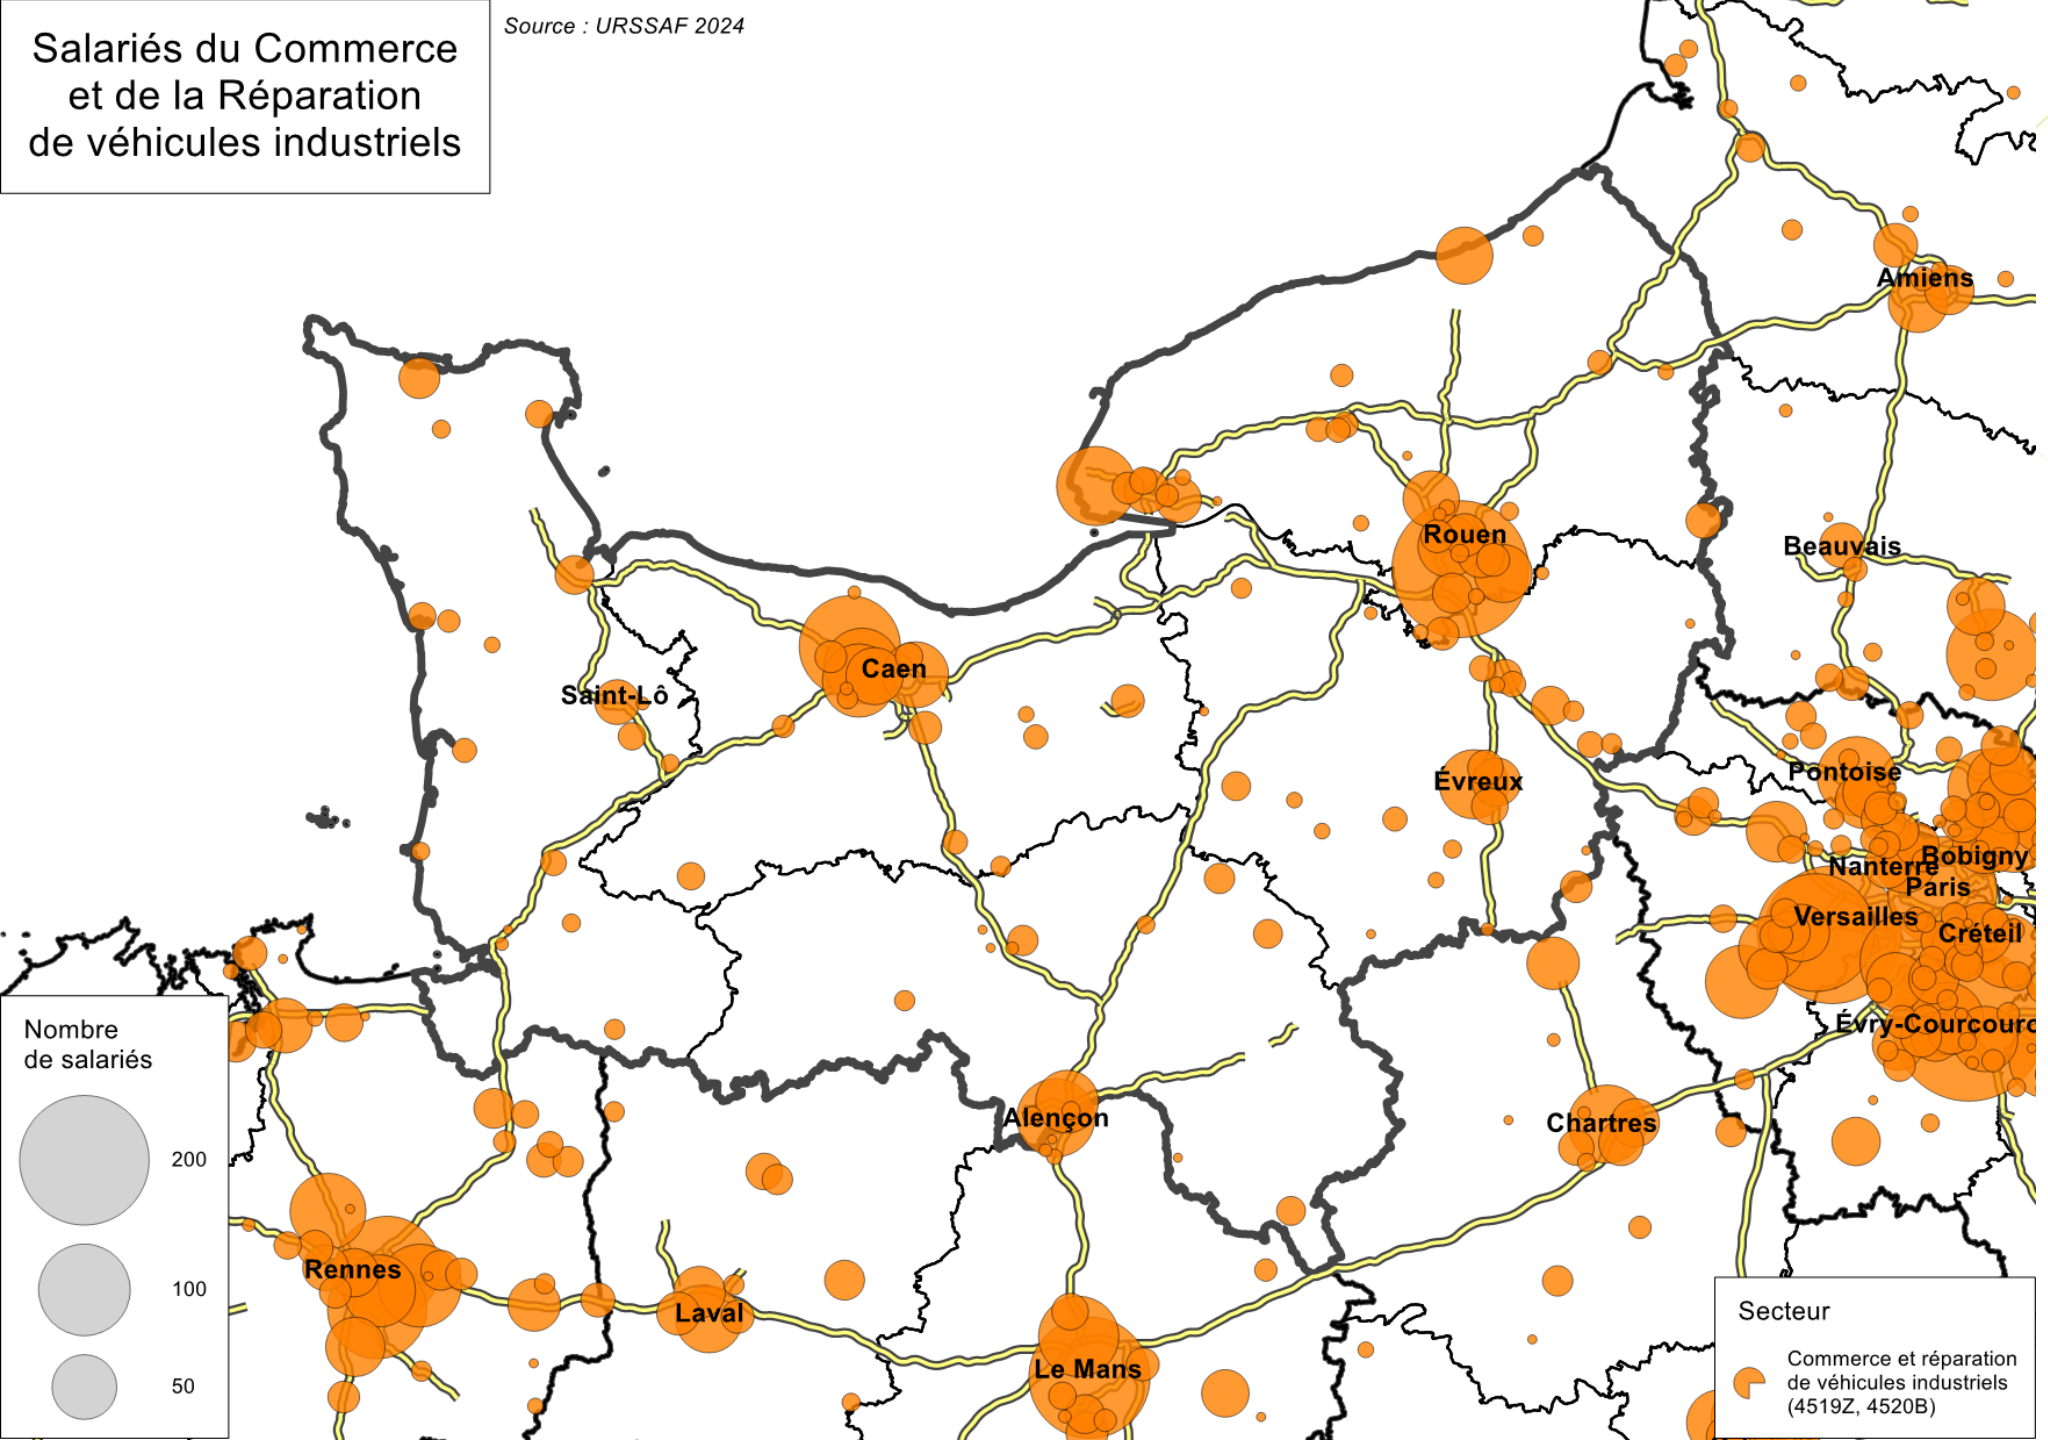 Salariés du Commerce
et de la Réparation
de véhicules industriels
Source : URSSAF 2024
Amiens
Rouen
Beauvais
Caen
Saint-Lô
Pontoise
Évreux
Bobigny
Nanterre
Paris
Versailles
Créteil
Évry-Courcour
Alençon
Chartres
Rennes
Laval
Le Mans
Nombre
de salariés
200
100
50
Secteur
Commerce et réparation
de véhicules industriels
(4519Z, 4520B)